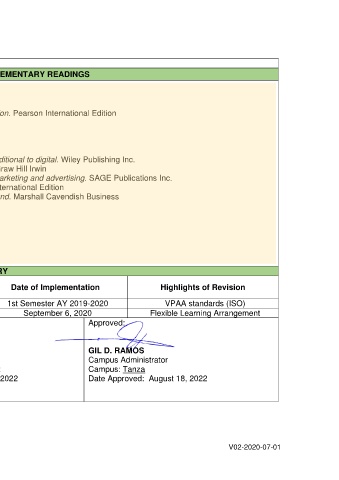 EMENTARY READINGS
on. Pearson International Edition
ditional to digital. Wiley Publishing Inc.
raw Hill Irwin
arketing and advertising. SAGE Publications Inc.
ternational Edition
nd. Marshall Cavendish Business
RY
Date of Implementation Highlights of Revision
1st Semester AY 2019-2020 VPAA standards (ISO)
September 6, 2020 Flexible Learning Arrangement
Approved:
GIL D. RAMOS
Campus Administrator
Campus: Tanza
2022 Date Approved: August 18, 2022
V02-2020-07-01